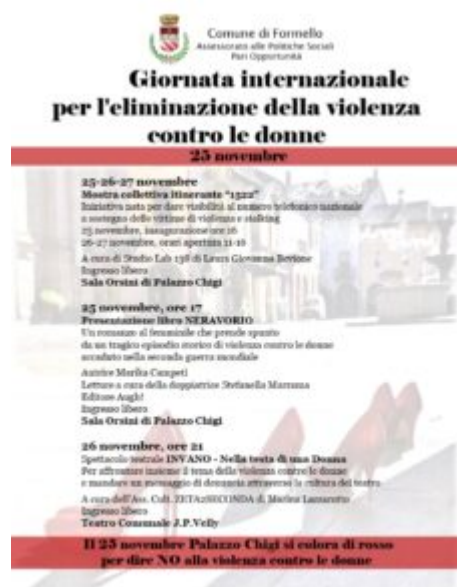 Comune di Formello
Assessorato alle Politiche Sociali
Pari Opportunità
Giornata internazionale
per l'eliminazione della violenza
contro le donne
25 novembre
25-26-27 novembre
Mostra collettiva itinerante "1522"
Iniziativa nata per dare visibilità al numero telefonico nazionale
a sostegno delle vittime di violenza e stalking
25 novembre, inaugurazione ore 16
26-27 novembre, orari apertura 11-18
A cura di Studio Lab 138 di Laura Giovanna Bevione
Ingresso libero
Sala Orsini di Palazzo Chigi
25 novembre, ore 17
Presentazione libro NERAVORIO
Un romanzo al femminile che prende spunto
da un tragico episodio storico di violenza contro le donne
accaduto nella seconda guerra mondiale
Autrice Marika Campeti
Letture a cura della doppiatrice Stefanella Marrama
Editore Augh!
Ingresso libero
Sala Orsini di Palazzo Chigi
26 novembre, ore 21
Spettacolo teatrale INVANO - Nella testa di una Donna
Per affrontare insieme il tema della violenza contro le donne
e mandare un messaggio di denuncia attraverso la cultura del teatro
A cura dell'Ass. Cult. ZETA2SECONDA di Marica Lanzarotto
Ingresso libero
Teatro Comunale J.P.Velly
Il 25 novembre Palazzo Chigi si colora di rosso
per dire NO alla violenza contro le donne